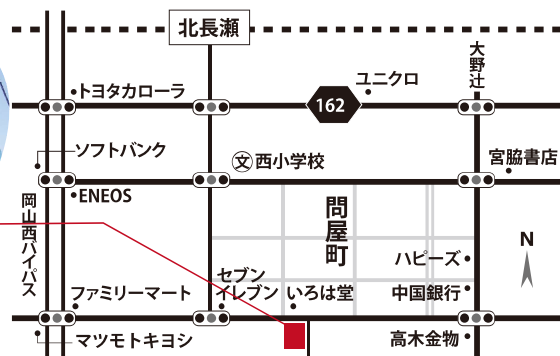 北長瀬
大野辻
トヨタカローラ
162
ユニクロ
ソフトバンク
文 西小学校
宮脇書店
ENEOS
岡山西バイパス
問屋町
N
ハピーズ
セブン
イレブン
いろは堂
中国銀行
ファミリーマート
マツモトキヨシ
高木金物